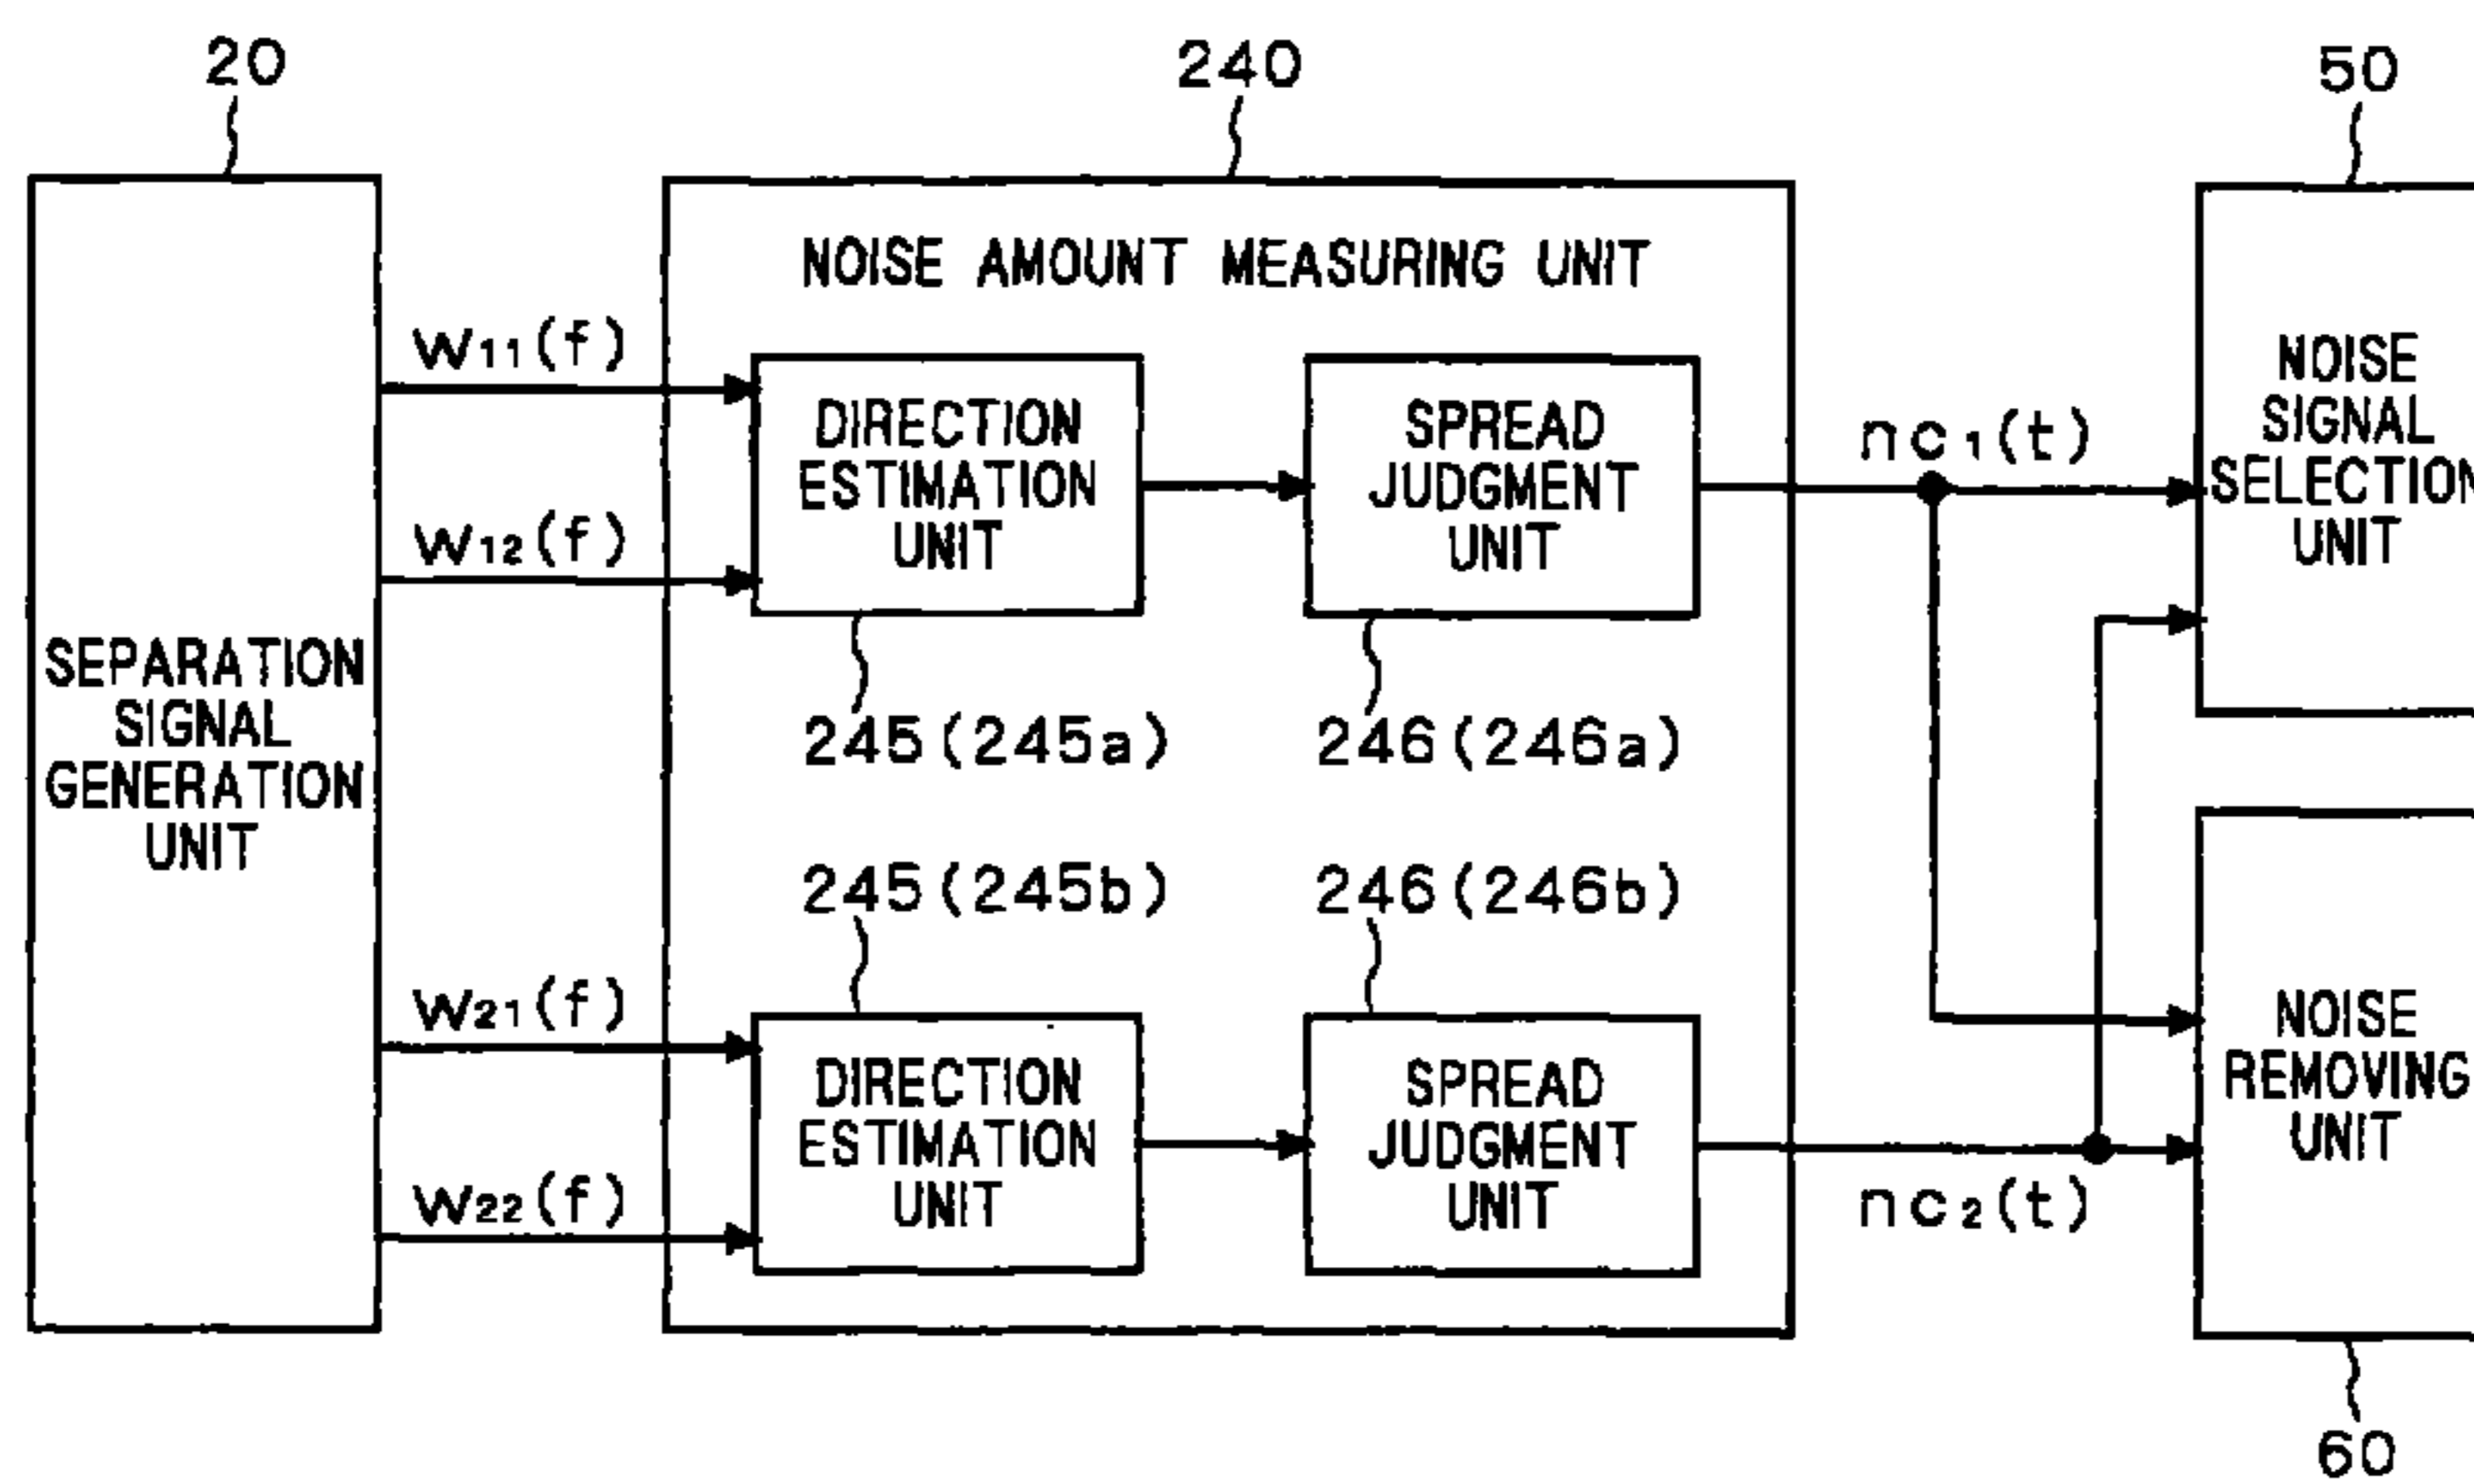 20
240
50
NOISE AMOUNT MEASURING UNIT
W11(f)
W12(f)
DIRECTION
ESTIMATION
UNIT
SPREAD
JUDGMENT
UNIT
nc1(t)
NOISE
SIGNAL
SELECTION
UNIT
245(245a)
246(246a)
SEPARATION
SIGNAL
GENERATION
UNIT
245(245b)
246(246b)
W21(f)
W22(f)
DIRECTION
ESTIMATION
UNIT
SPREAD
JUDGMENT
UNIT
nc2(t)
NOISE
REMOVING
UNIT
60